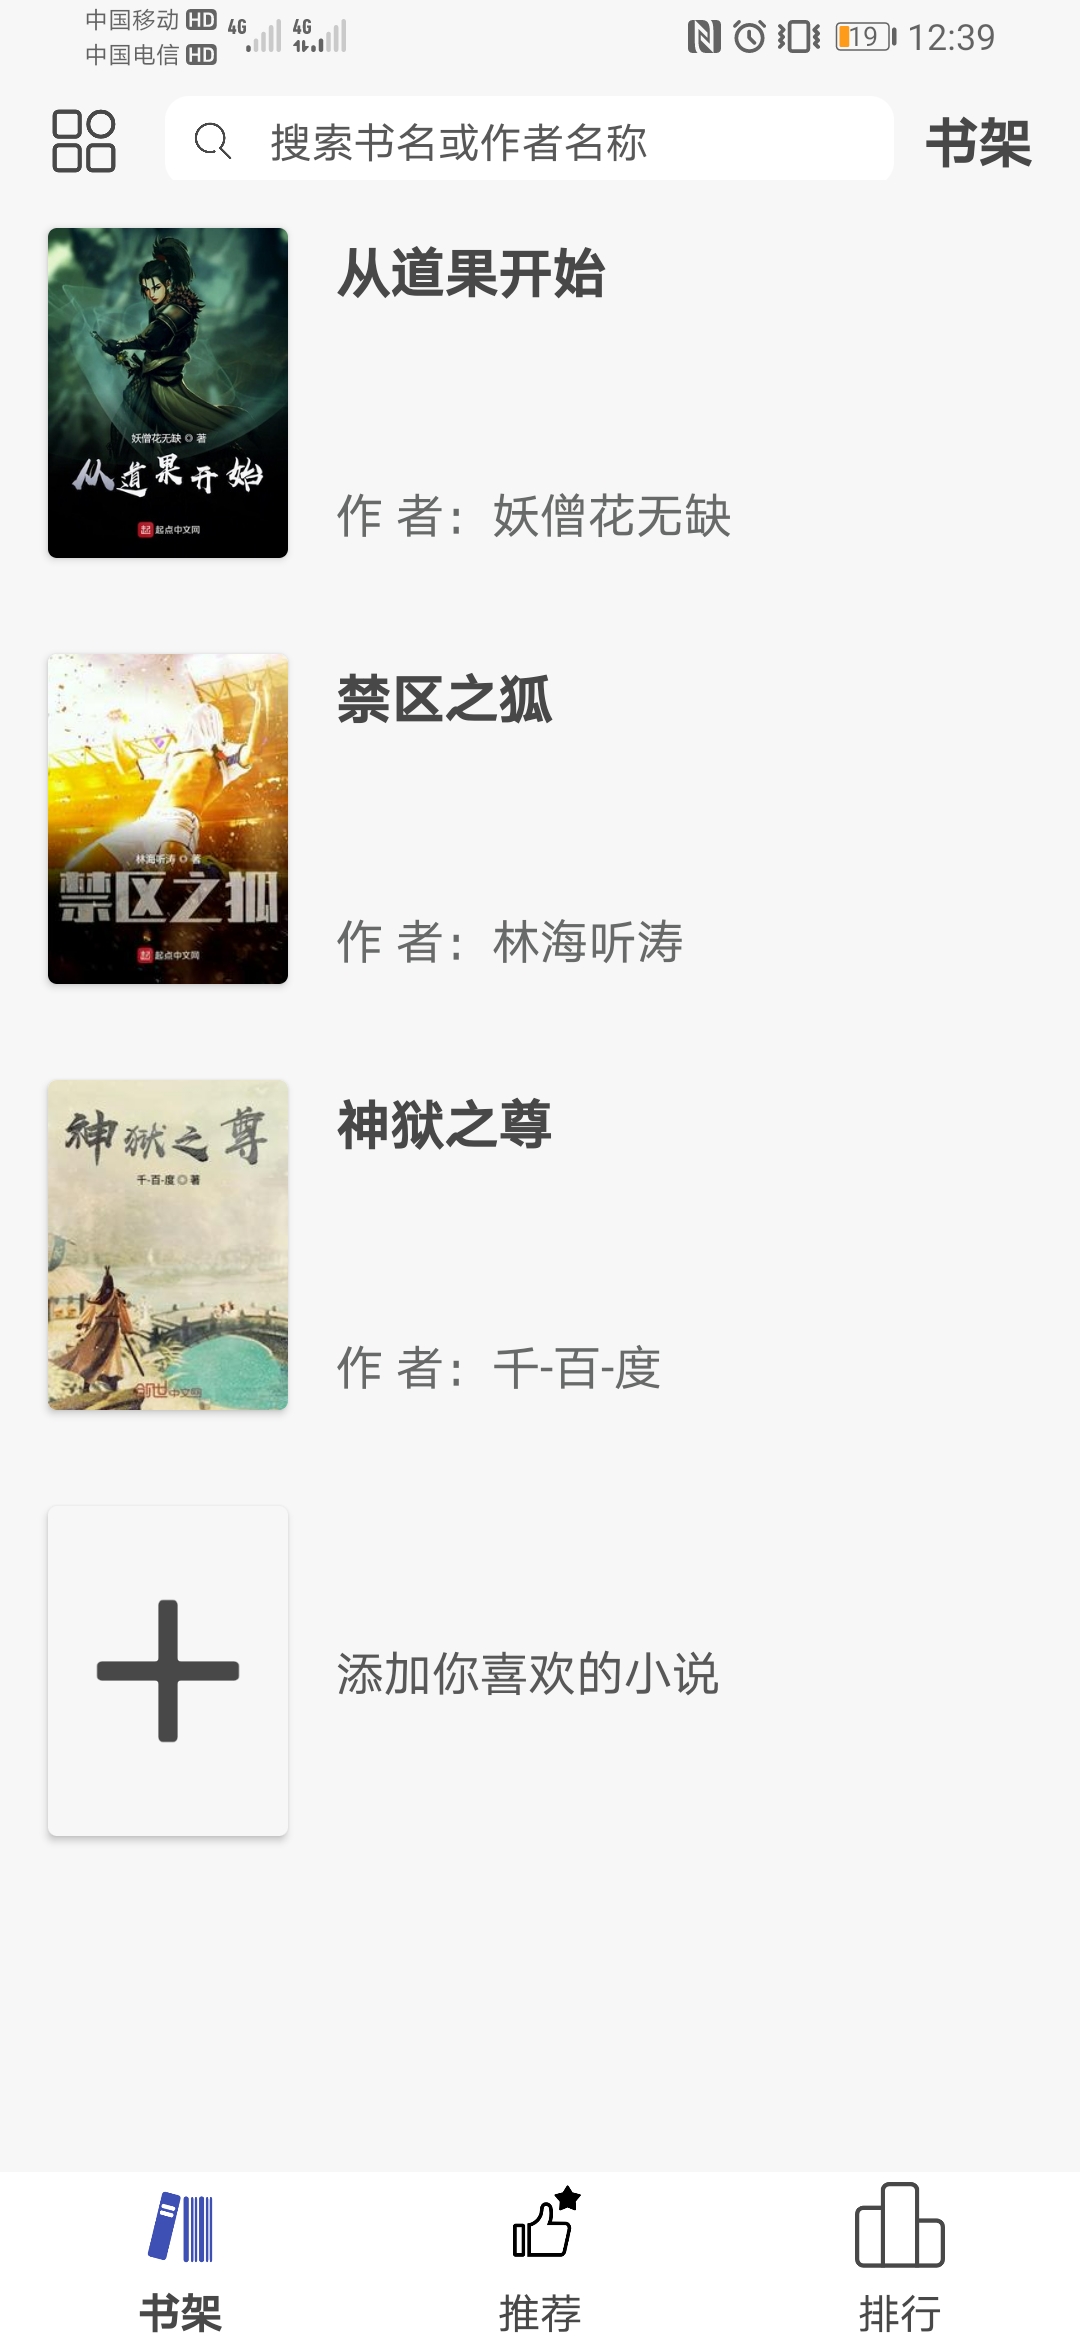 中国移动 HD 4G 4G 19 12:39
中国电信 HD
搜索书名或作者名称 书架
从道果开始
妖僧花无缺 ◎ 著
从道果开始
起 起点中文网
作 者：妖僧花无缺
禁区之狐
林海听涛 ◎ 著
禁区之狐
起 起点中文网
作 者：林海听涛
神狱之尊
神狱之尊
千-百-度◎著
中文网
作 者：千-百-度
添加你喜欢的小说
书架 推荐 排行